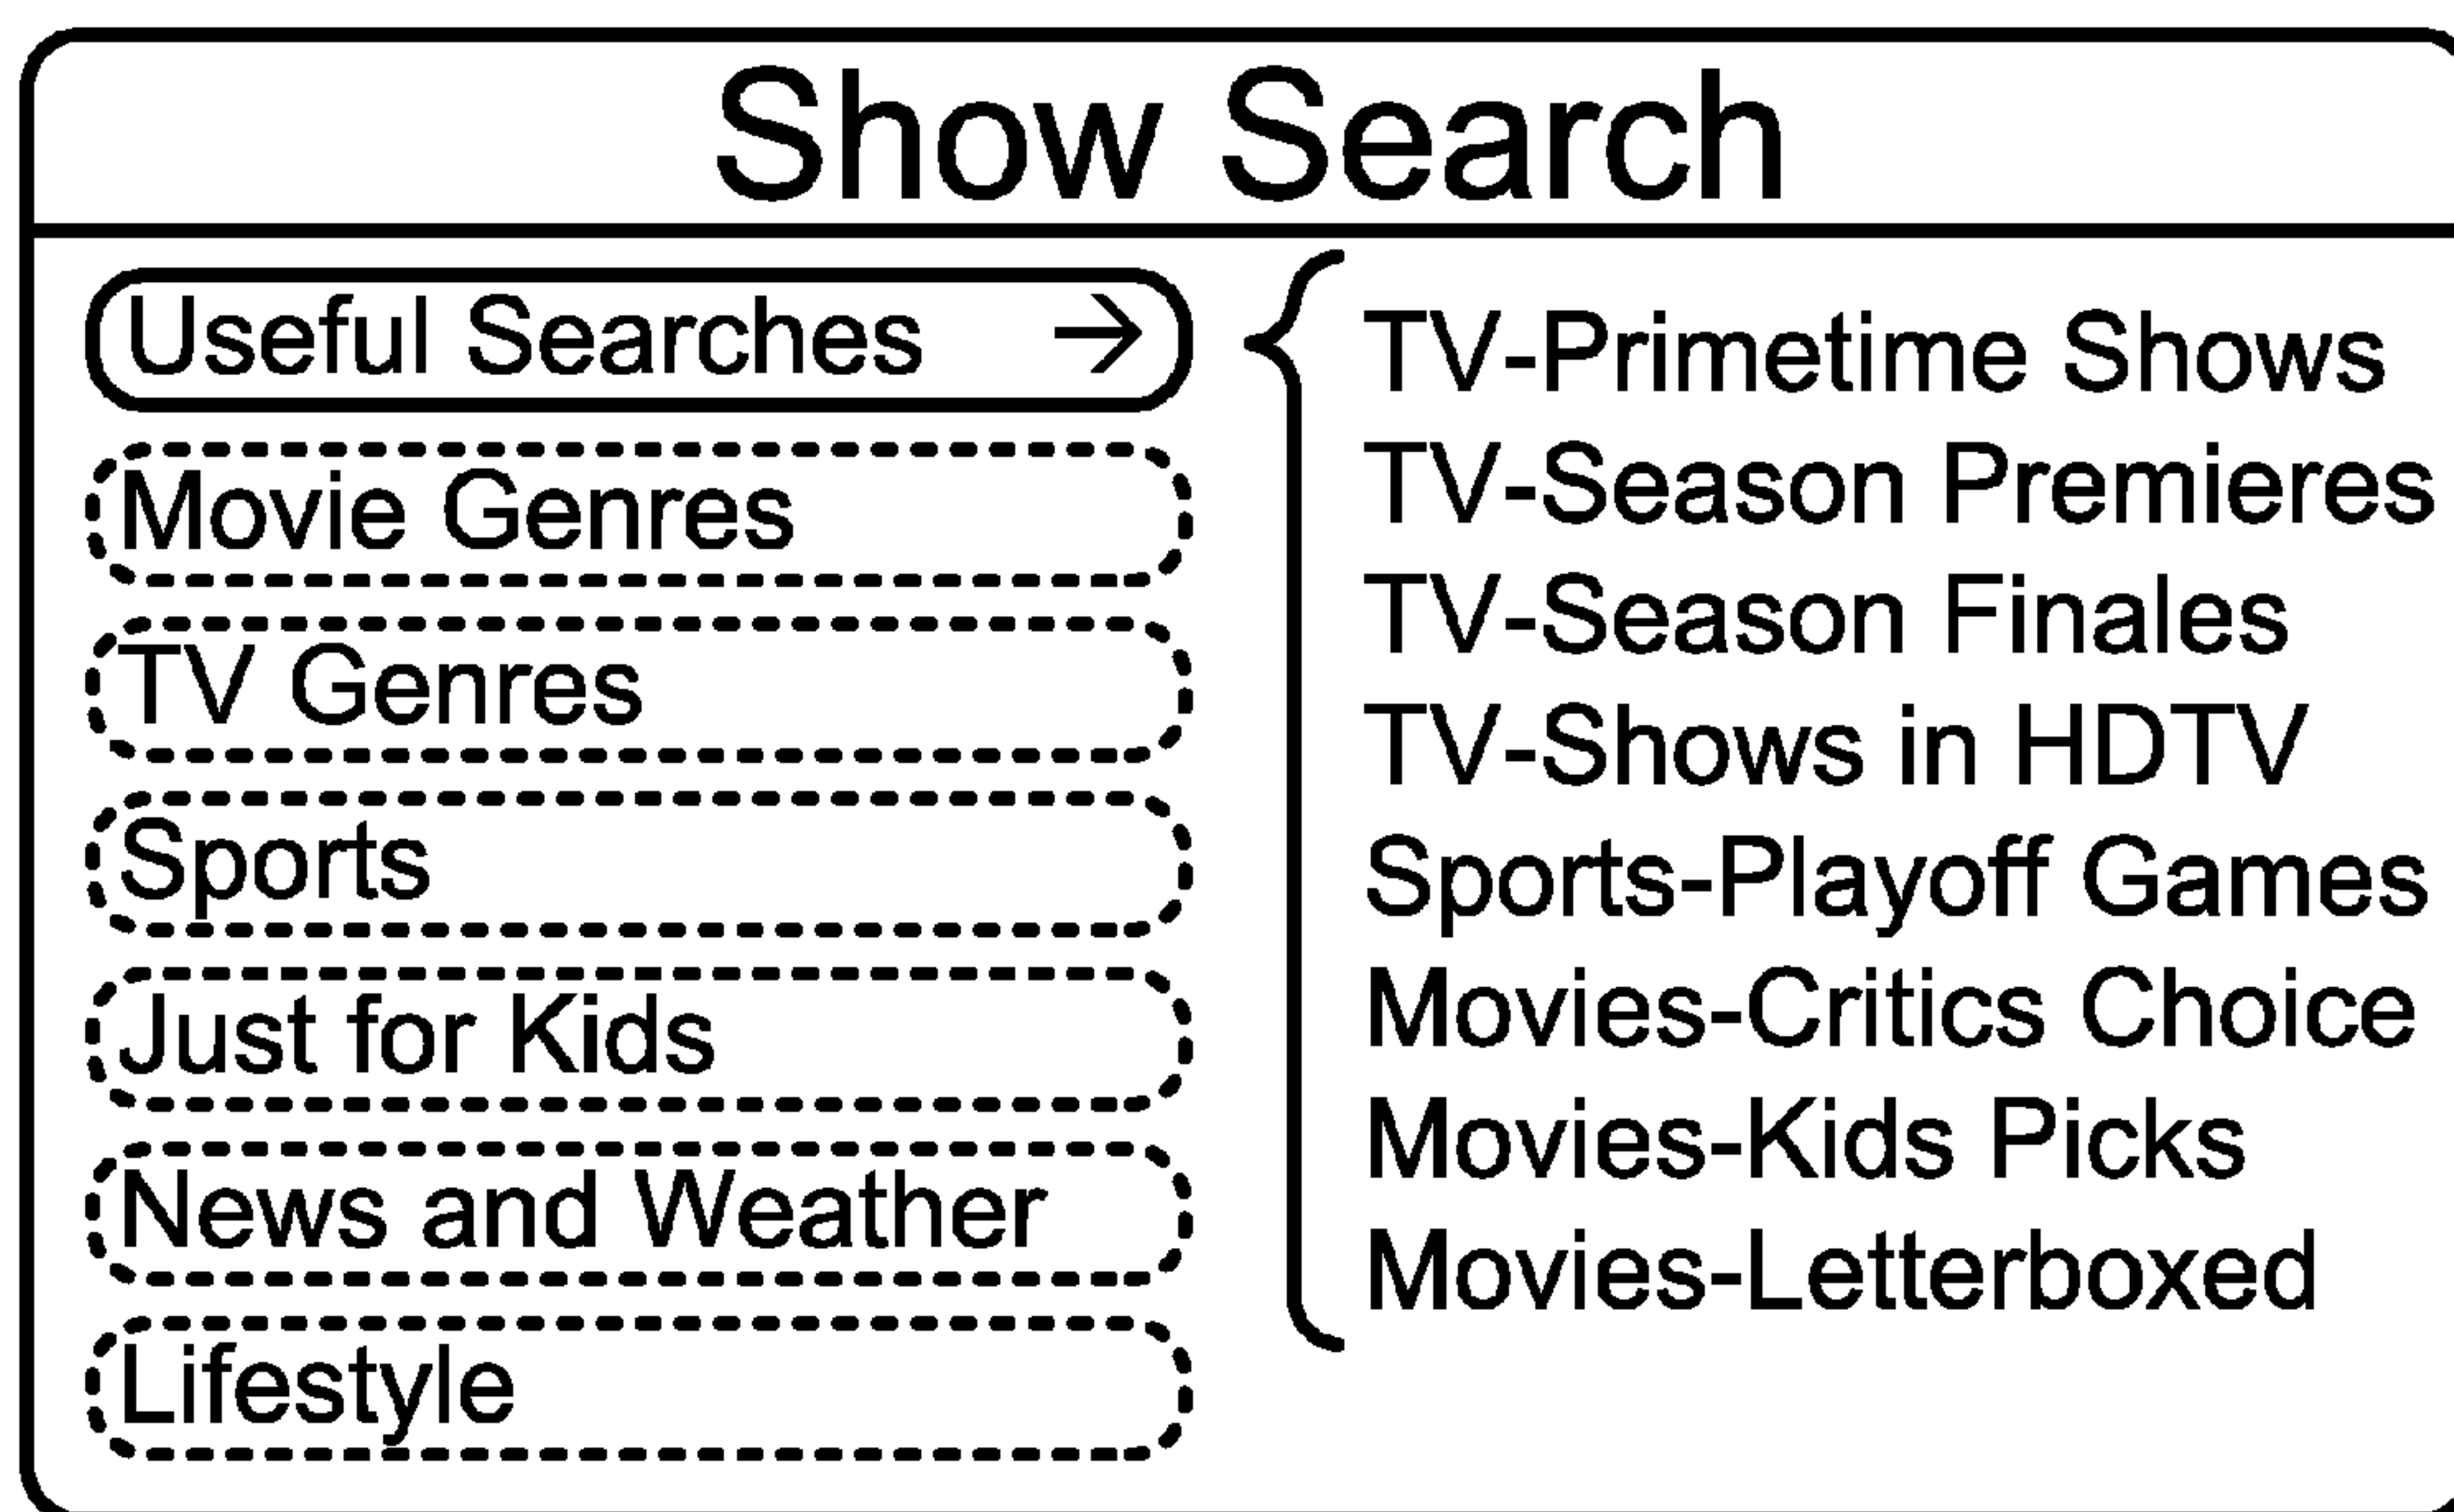 Show Search
Useful Searches →
Movie Genres
TV Genres
Sports
Just for Kids
News and Weather
Lifestyle
TV-Primetime Shows
TV-Season Premieres
TV-Season Finales
TV-Shows in HDTV
Sports-Playoff Games
Movies-Critics Choice
Movies-Kids Picks
Movies-Letterboxed